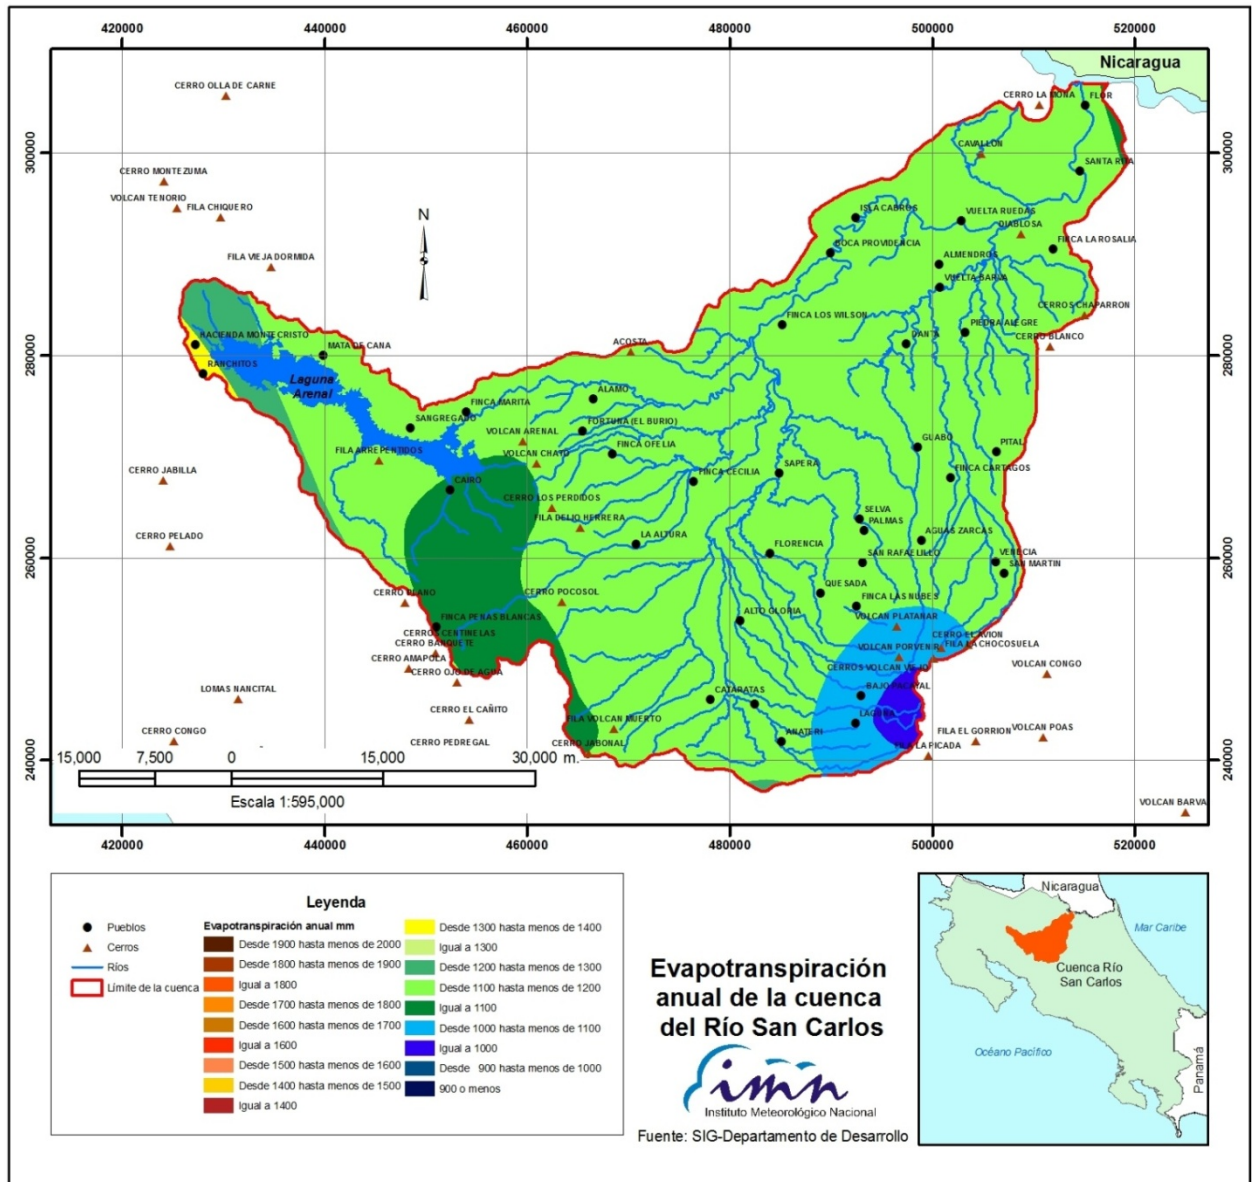 420000
440000
460000
480000
500000
520000
Nicaragua
CERRO OLLA DE CARNE
CERRO LA MONA
FLOR
300000
300000
CAVALLON
SANTA RITA
CERRO MONTEZUMA
VOLCAN TENORIO
FILA CHIQUERO
ISLA CABROS
VUELTA RUEDAS
DIABLOSA
N
BOCA PROVIDENCIA
FINCA LA ROSALIA
FILA VIEJA DORMIDA
ALMENDROS
VUELTA BARVA
CERROS CHAPARRON
FINCA LOS WILSON
PIEDRA ALEGRE
HACIENDA MONTECRISTO
DANTA
CERRO BLANCO
MATA DE CANA
ACOSTA
280000
280000
RANCHITOS
Laguna
Arenal
ALAMO
FINCA MARITA
SANGREGADO
VOLCAN ARENAL
FORTUNA (EL BURIO)
GUABO
PITAL
FILA ARREPENTIDOS
VOLCAN CHATO
FINCA OFELIA
SAPERA
CERRO JABILLA
CAIRO
FINCA CECILIA
FINCA CARTAGOS
CERRO LOS PERDIDOS
SELVA
FILA DELIO HERRERA
PALMAS
CERRO PELADO
LA ALTURA
AGUAS ZARCAS
FLORENCIA
SAN RAFAELILLO
VENECIA
260000
260000
SAN MARTIN
CERRO PLANO
CERRO POCOSOL
QUESADA
FINCA LAS NUBES
FINCA PENAS BLANCAS
ALTO GLORIA
VOLCAN PLATANAR
CERROS CENTINELAS
CERRO EL AVION
CERRO BANQUETE
VOLCAN PORVENIR
FILA LA CHOCOSUELA
CERRO AMAPOLA
CERROS VOLCAN VIEJO
VOLCAN CONGO
CERRO OJO DE AGUA
LOMAS NANCITAL
CATARATAS
BAJO PACAYAL
CERRO EL CAÑITO
FILA VOLCAN MUERTO
LAGUNA
CERRO CONGO
CERRO PEDREGAL
CERRO JABONAL
ANATERI
FILA EL GORRION
VOLCAN POAS
FILA LA PICADA
240000
240000
15,000 7,500 0 15,000 30,000 m.
Escala 1:595,000
VOLCAN BARVA
420000
440000
460000
480000
500000
520000
Leyenda
Pueblos
Cerros
Ríos
Límite de la cuenca
Evapotranspiración anual mm
Desde 1900 hasta menos de 2000
Desde 1800 hasta menos de 1900
Igual a 1800
Desde 1700 hasta menos de 1800
Desde 1600 hasta menos de 1700
Igual a 1600
Desde 1500 hasta menos de 1600
Desde 1400 hasta menos de 1500
Igual a 1400
Desde 1300 hasta menos de 1400
Igual a 1300
Desde 1200 hasta menos de 1300
Desde 1100 hasta menos de 1200
Igual a 1100
Desde 1000 hasta menos de 1100
Igual a 1000
Desde 900 hasta menos de 1000
900 o menos
Evapotranspiración
anual de la cuenca
del Río San Carlos
imn
Instituto Meteorológico Nacional
Fuente: SIG-Departamento de Desarrollo
Nicaragua
Mar Caribe
Cuenca Río
San Carlos
Océano Pacífico
Panamá